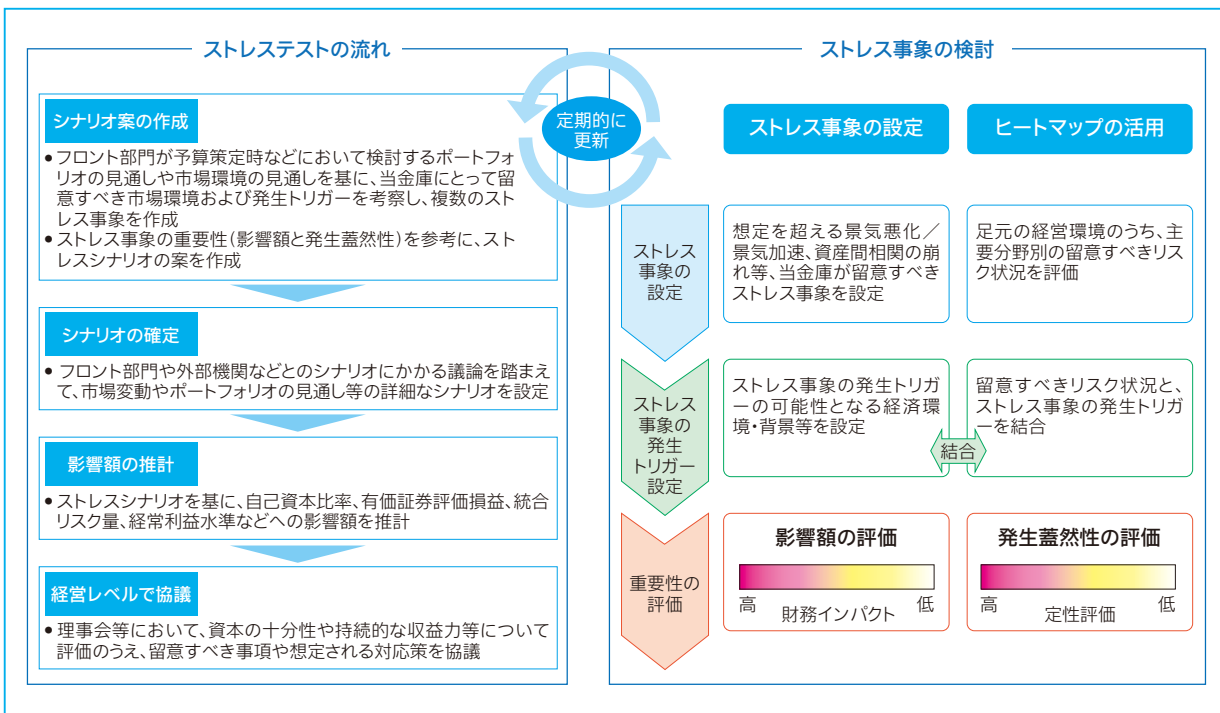 ストレステストの流れ
シナリオ案の作成
●フロント部門が予算策定時などにおいて検討するポートフォ
リオの見通しや市場環境の見通しを基に、当金庫にとって留
意すべき市場環境および発生トリガーを考察し、複数のスト
レス事象を作成
●ストレス事象の重要性(影響額と発生蓋然性)を参考に、スト
レスシナリオの案を作成
シナリオの確定
●フロント部門や外部機関などとのシナリオにかかる議論を踏まえ
て、市場変動やポートフォリオの見通し等の詳細なシナリオを設定
影響額の推計
●ストレスシナリオを基に、自己資本比率、有価証券評価損益、統合
リスク量、経常利益水準などへの影響額を推計
経営レベルで協議
●理事会等において、資本の十分性や持続的な収益力等について
評価のうえ、留意すべき事項や想定される対応策を協議
定期的に
更新
ストレス事象の検討
ストレス事象の設定
ヒートマップの活用
ストレス
事象の
設定
想定を超える景気悪化／
景気加速、資産間相関の崩
れ等、当金庫が留意すべき
ストレス事象を設定
足元の経営環境のうち、主
要分野別の留意すべきリス
ク状況を評価
ストレス
事象の
発生
トリガー
設定
ストレス事象の発生トリガ
ーの可能性となる経済環
境・背景等を設定
結合
留意すべきリスク状況と、
ストレス事象の発生トリガ
ーを結合
重要性の
評価
影響額の評価
高
財務インパクト
低
発生蓋然性の評価
高
定性評価
低